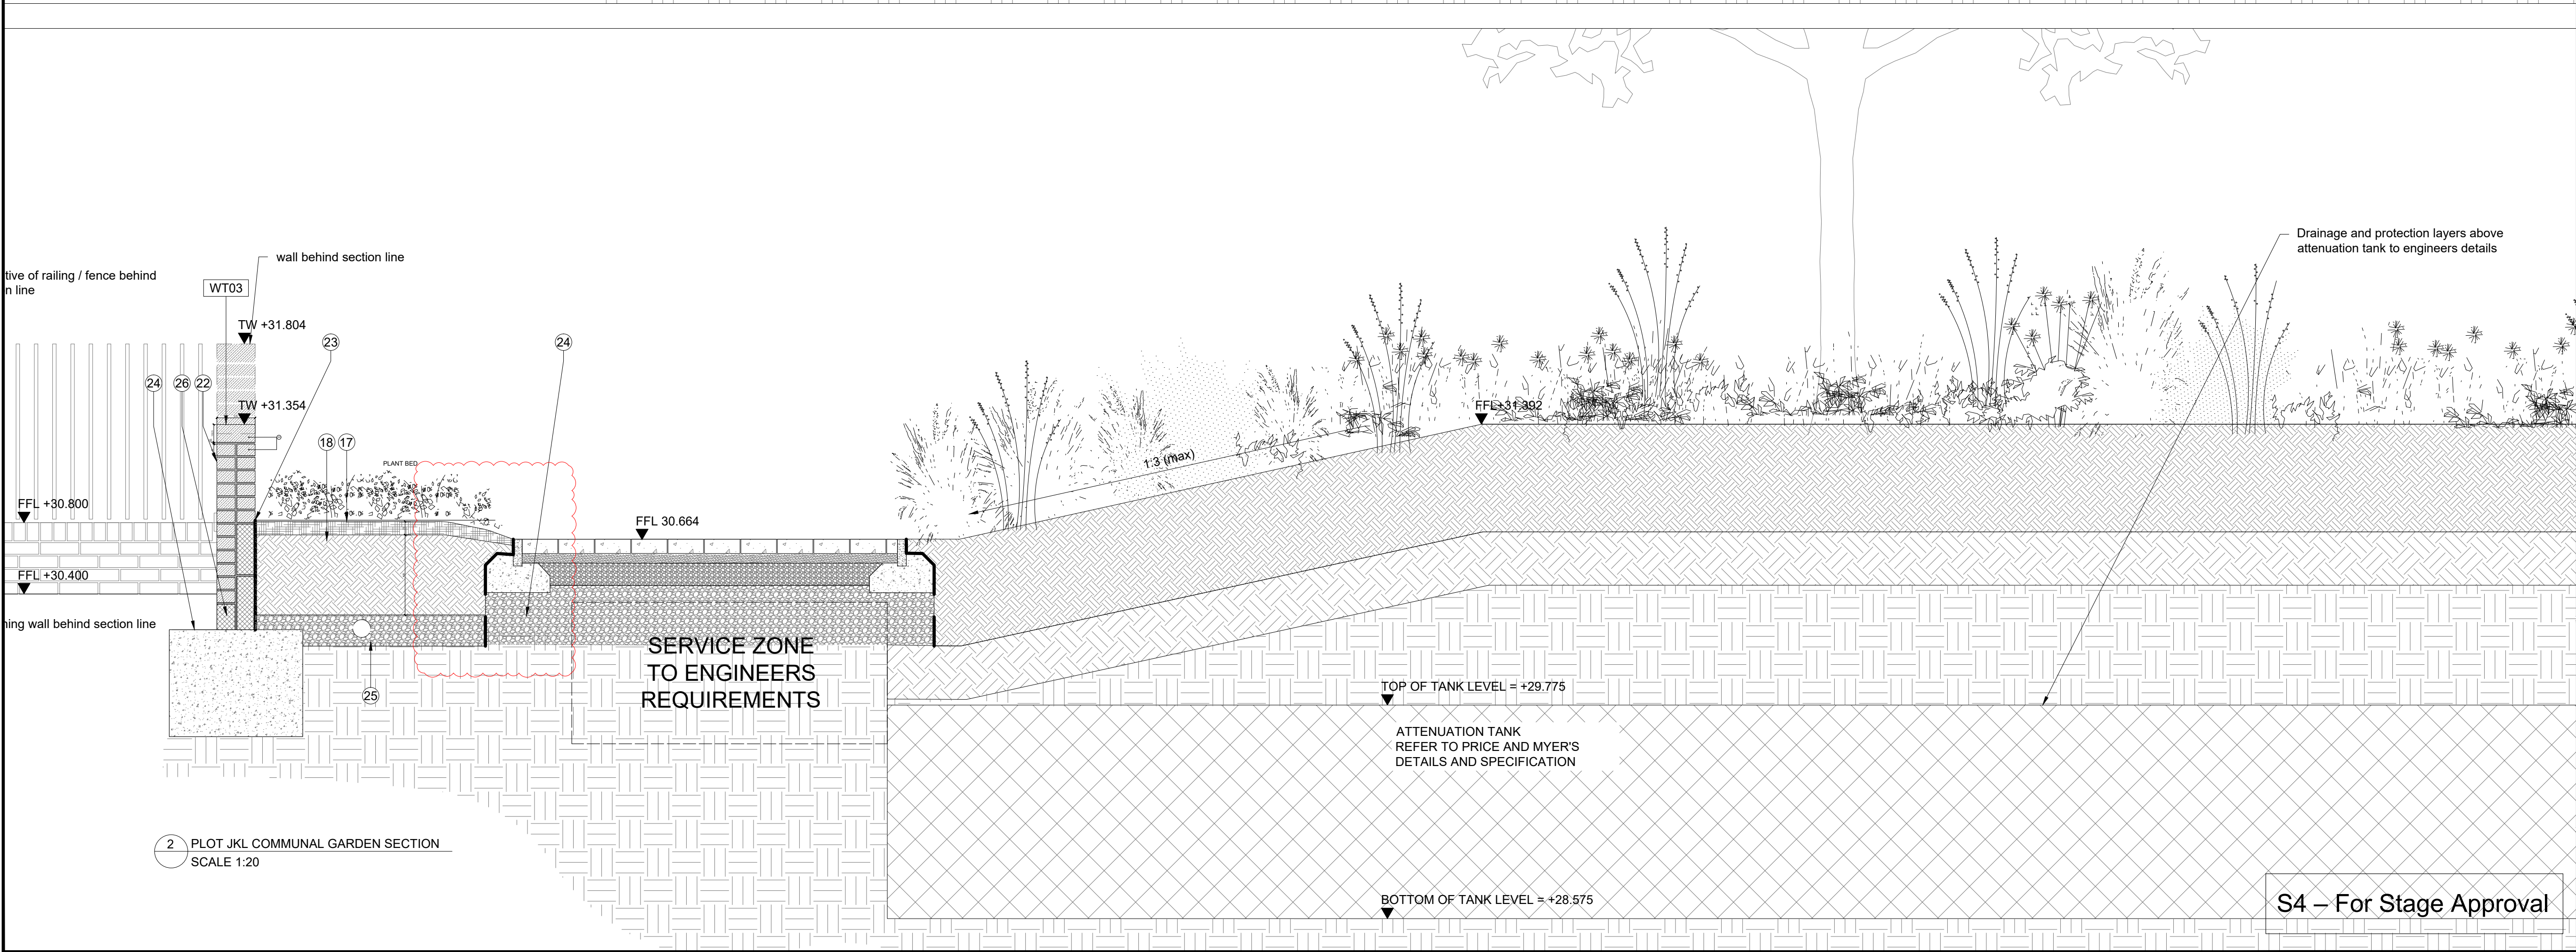 tive of railing / fence behind
n line
wall behind section line
WT03
TW +31.804
23
24
24
26
22
TW +31.354
18
17
PLANT BED
FFL +30.800
FFL 30.664
FFL +30.400
ning wall behind section line
25
SERVICE ZONE
TO ENGINEERS
REQUIREMENTS
1:3 (max)
FFL+31.392
Drainage and protection layers above
attenuation tank to engineers details
TOP OF TANK LEVEL = +29.775
ATTENUATION TANK
REFER TO PRICE AND MYER'S
DETAILS AND SPECIFICATION
BOTTOM OF TANK LEVEL = +28.575
2
PLOT JKL COMMUNAL GARDEN SECTION
SCALE 1:20
S4 – For Stage Approval